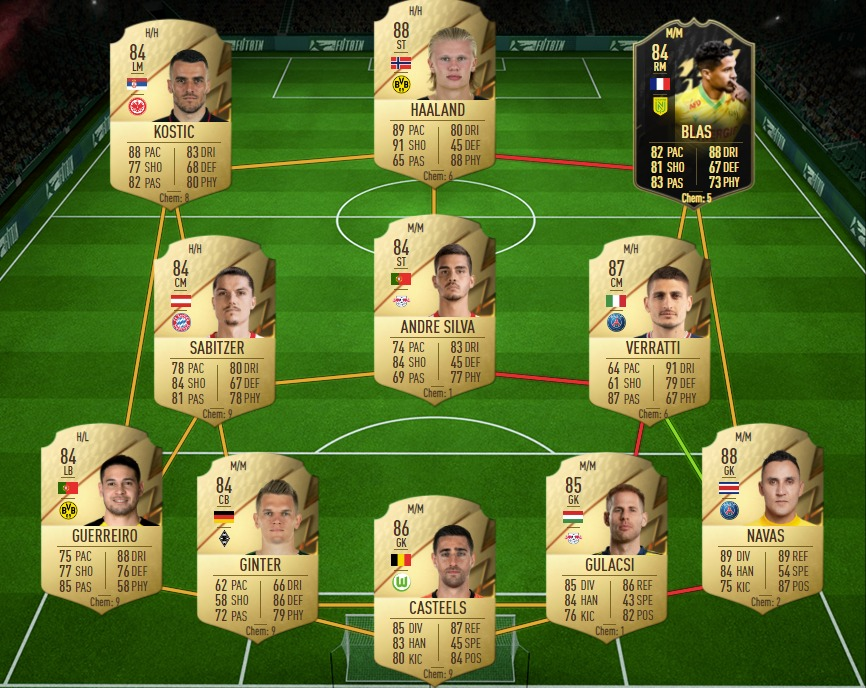 FUTBIN
FUTBIN
FUTBIN
H/H
84
LM
KOSTIC
88 PAC 83 DRI
77 SHO 68 DEF
82 PAS 80 PHY
Chem: 8
H/H
88
ST
HAALAND
89 PAC 80 DRI
91 SHO 45 DEF
65 PAS 88 PHY
Chem: 6
M/M
84
RM
BLAS
82 PAC 88 DRI
81 SHO 67 DEF
83 PAS 73 PHY
Chem: 5
H/H
84
CM
SABITZER
78 PAC 80 DRI
84 SHO 67 DEF
81 PAS 78 PHY
Chem: 9
M/M
84
ST
ANDRE SILVA
74 PAC 83 DRI
84 SHO 45 DEF
69 PAS 77 PHY
Chem: 1
M/H
87
CM
VERRATTI
64 PAC 91 DRI
61 SHO 79 DEF
87 PAS 67 PHY
Chem: 6
H/L
84
LB
GUERREIRO
75 PAC 88 DRI
77 SHO 76 DEF
85 PAS 58 PHY
Chem: 9
M/M
84
CB
GINTER
62 PAC 66 DRI
58 SHO 86 DEF
72 PAS 79 PHY
Chem: 9
M/M
86
GK
CASTEELS
85 DIV 87 REF
83 HAN 45 SPE
80 KIC 84 POS
Chem: 9
M/M
85
GK
GULACSI
85 DIV 86 REF
84 HAN 43 SPE
76 KIC 82 POS
Chem: 1
M/M
88
GK
NAVAS
89 DIV 89 REF
84 HAN 54 SPE
75 KIC 87 POS
Chem: 2